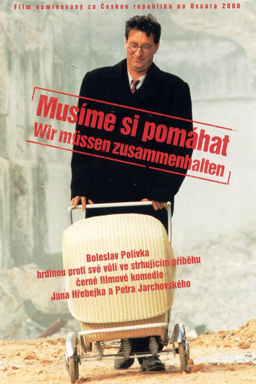 Film nominovaný za Českou republiku na Oscara 2000
Musíme si pomáhat
Wir müssen zusammenhalten
Boleslav Polívka
hrdinou proti své vůli ve strhujícím příběhu
černé filmové komedie
Jana Hřebejka a Petra Jarchovského